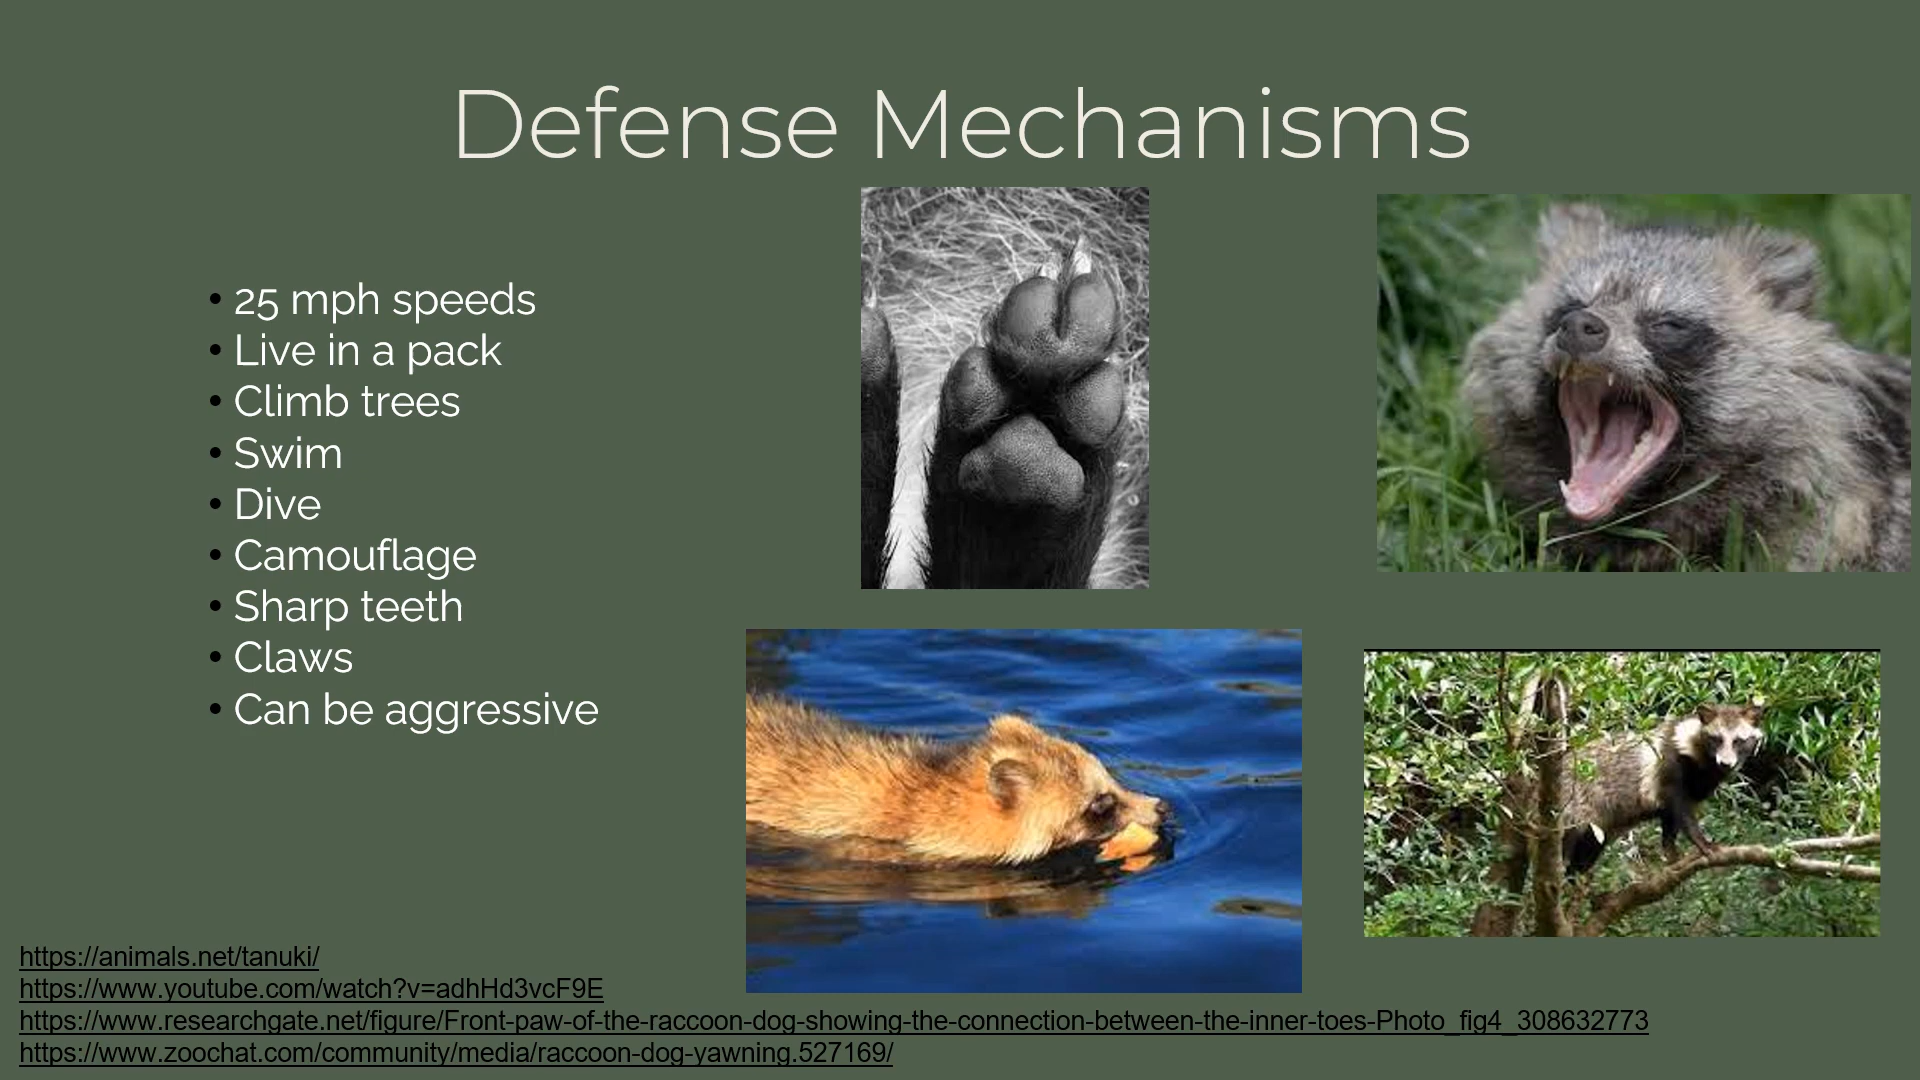 Defense Mechanisms
• 25 mph speeds
• Live in a pack
• Climb trees
• Swim
• Dive
• Camouflage
• Sharp teeth
• Claws
• Can be aggressive
https://animals.net/tanuki/
https://www.youtube.com/watch?v=adhHd3vcF9E
https://www.researchgate.net/figure/Front-paw-of-the-raccoon-dog-showing-the-connection-between-the-inner-toes-Photo_fig4_308632773
https://www.zoochat.com/community/media/raccoon-dog-yawning.527169/